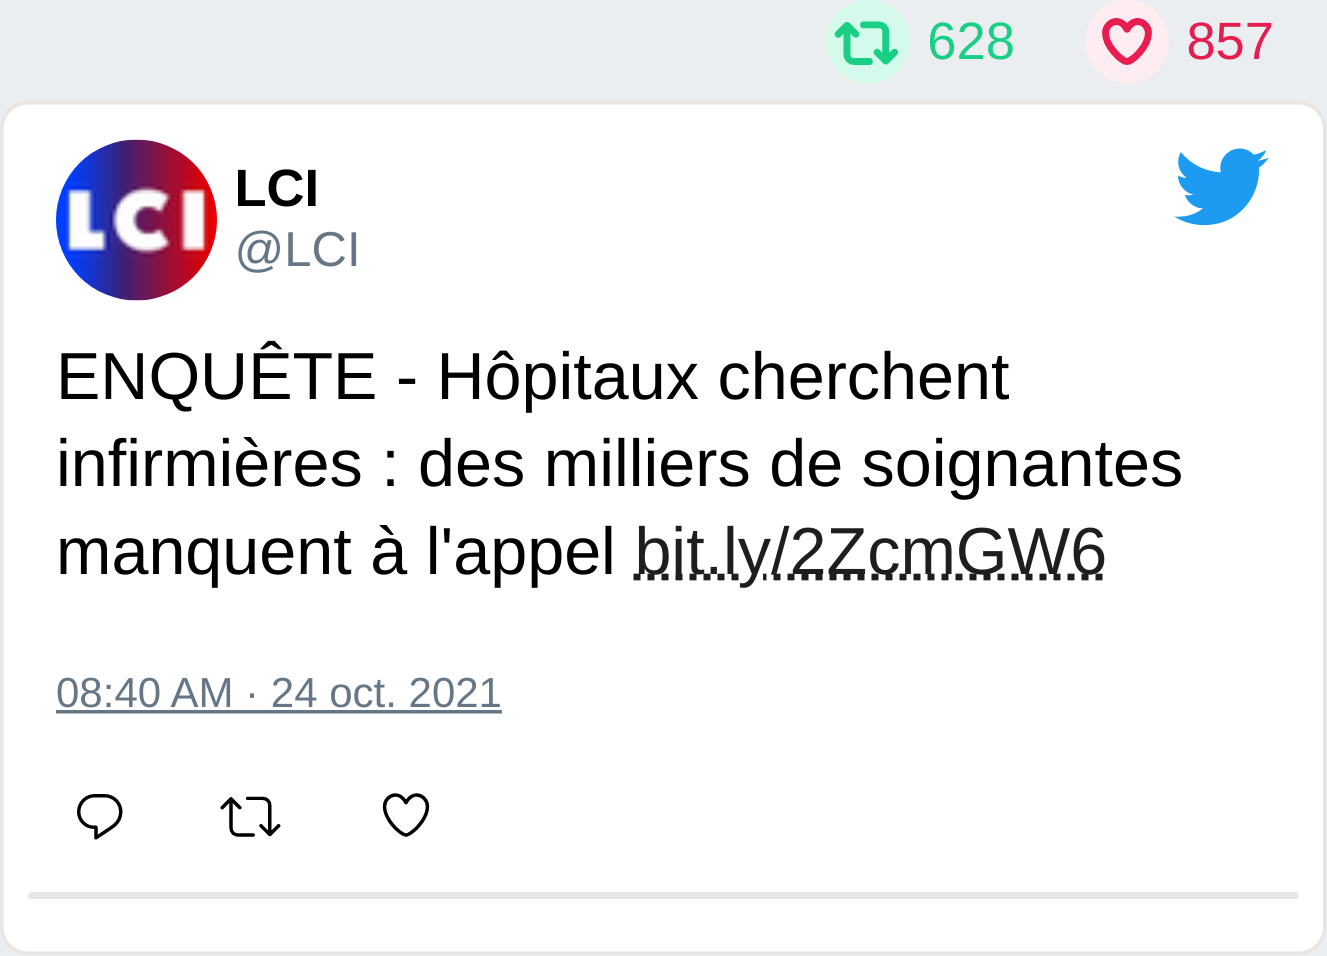 628 857
LCI
LCI
@LCI
ENQUÊTE - Hôpitaux cherchent
infirmières : des milliers de soignantes
manquent à l'appel bit.ly/2ZcmGW6
08:40 AM · 24 oct. 2021